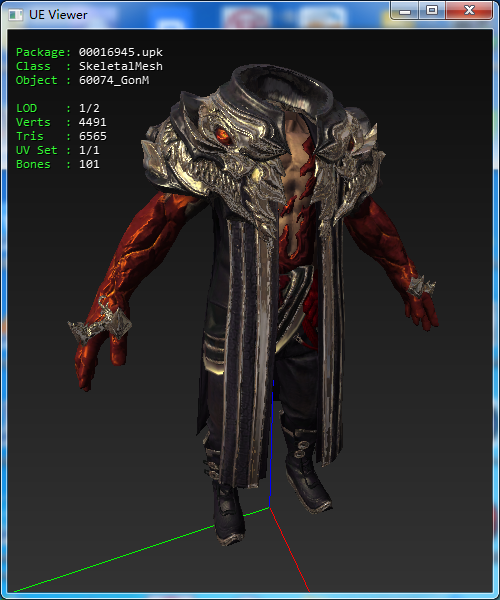 UE Viewer
Package: 00016945.upk
Class : SkeletalMesh
Object : 60074_GonM
LOD : 1/2
Verts : 4491
Tris : 6565
UV Set : 1/1
Bones : 101